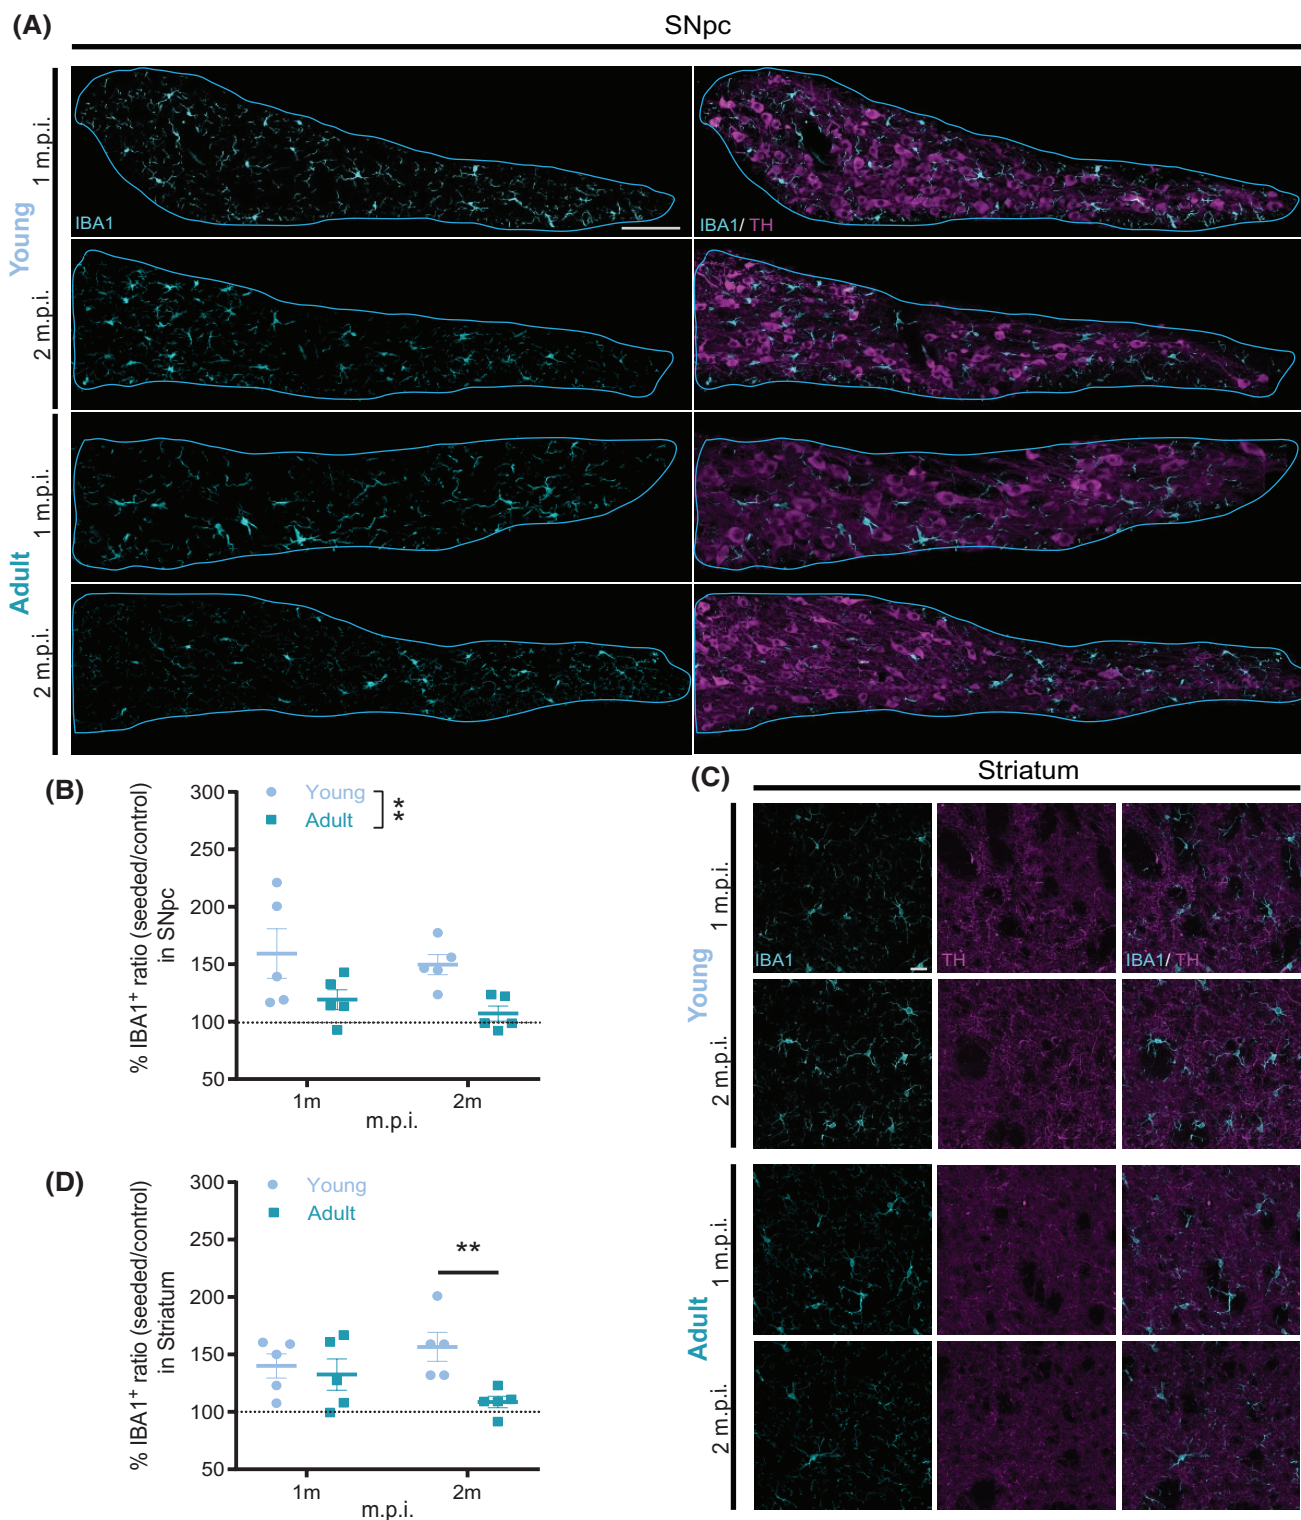 (A)
SNpc
Young
1 m.p.i.
IBA1
IBA1/ TH
2 m.p.i.
Adult
1 m.p.i.
2 m.p.i.
(B)
% IBA1+ ratio (seeded/control)
in SNpc
300
250
200
150
100
50
Young
Adult
**
1m
2m
m.p.i.
(C)
Striatum
Young
1 m.p.i.
IBA1
TH
IBA1/ TH
2 m.p.i.
Adult
1 m.p.i.
2 m.p.i.
(D)
% IBA1+ ratio (seeded/control)
in Striatum
300
250
200
150
100
50
Young
Adult
**
1m
2m
m.p.i.